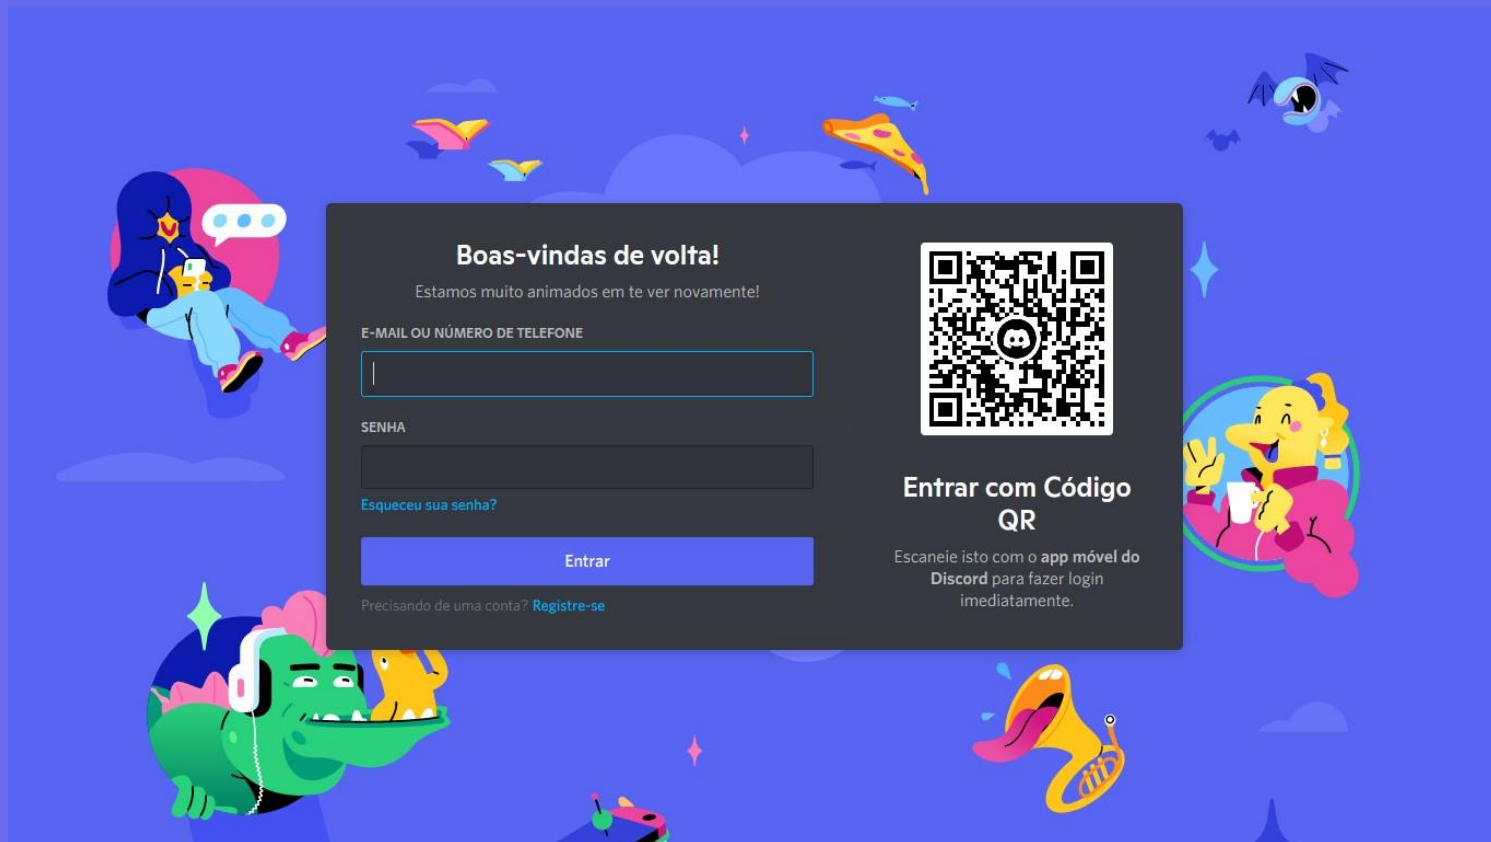 Boas-vindas de volta!
Estamos muito animados em te ver novamente!
E-MAIL OU NÚMERO DE TELEFONE
SENHA
Esqueceu sua senha?
Entrar
Precisando de uma conta? Registre-se
Entrar com Código
QR
Escaneie isto com o app móvel do
Discord para fazer login
imediatamente.